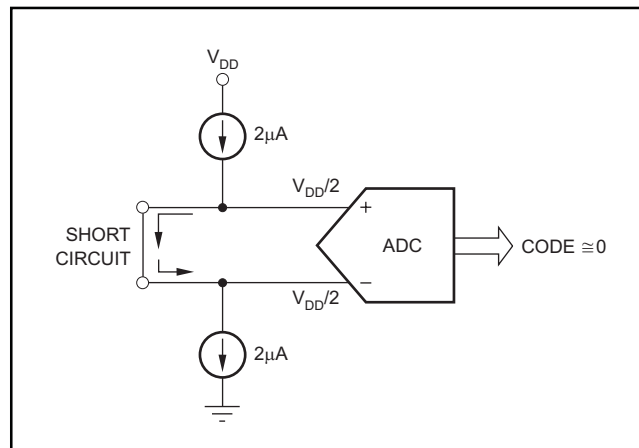 V_DD
2μA
V_DD/2
+
SHORT
CIRCUIT
ADC
CODE ≅0
V_DD/2
−
2μA